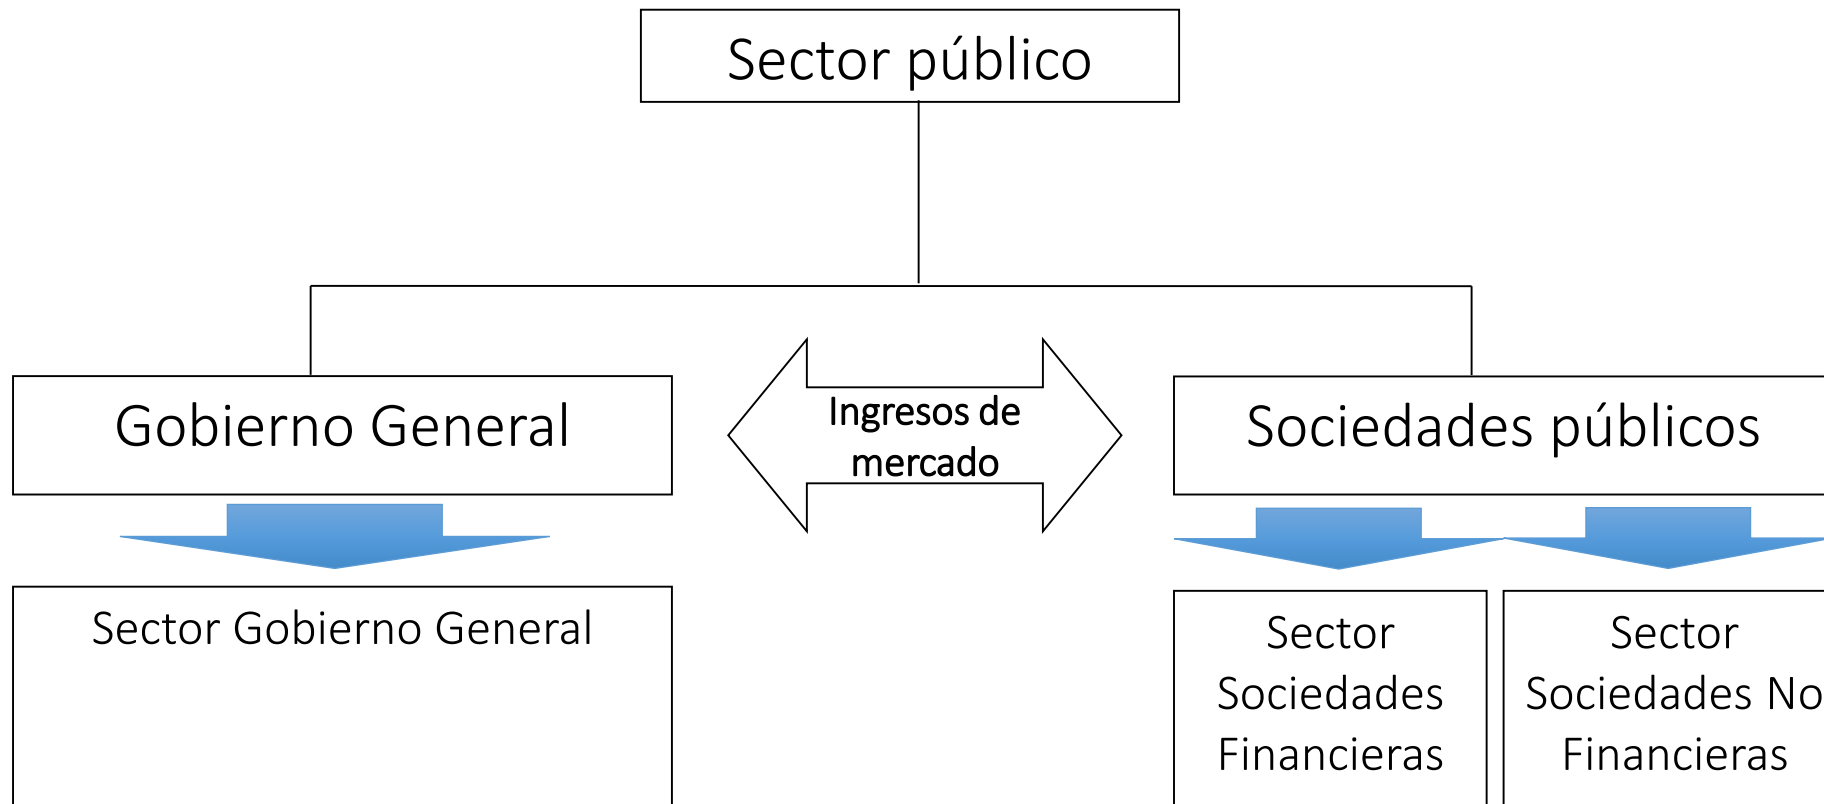 Sector público
Gobierno General
Ingresos de
mercado
Sociedades públicos
Sector Gobierno General
Sector
Sociedades
Financieras
Sector
Sociedades No
Financieras